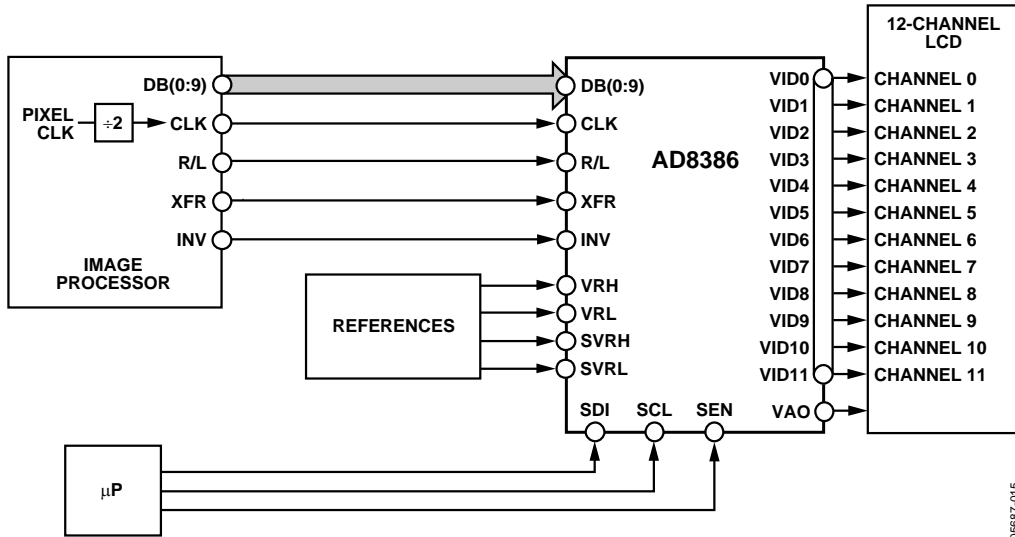 12-CHANNEL
LCD
DB(0:9)
PIXEL
CLK
÷2
CLK
R/L
XFR
INV
IMAGE
PROCESSOR
REFERENCES
µP
DB(0:9)
CLK
R/L
XFR
INV
VRH
VRL
SVRH
SVRL
AD8386
SDI SCL SEN
VID0
VID1
VID2
VID3
VID4
VID5
VID6
VID7
VID8
VID9
VID10
VID11
VAO
CHANNEL 0
CHANNEL 1
CHANNEL 2
CHANNEL 3
CHANNEL 4
CHANNEL 5
CHANNEL 6
CHANNEL 7
CHANNEL 8
CHANNEL 9
CHANNEL 10
CHANNEL 11
05687-015